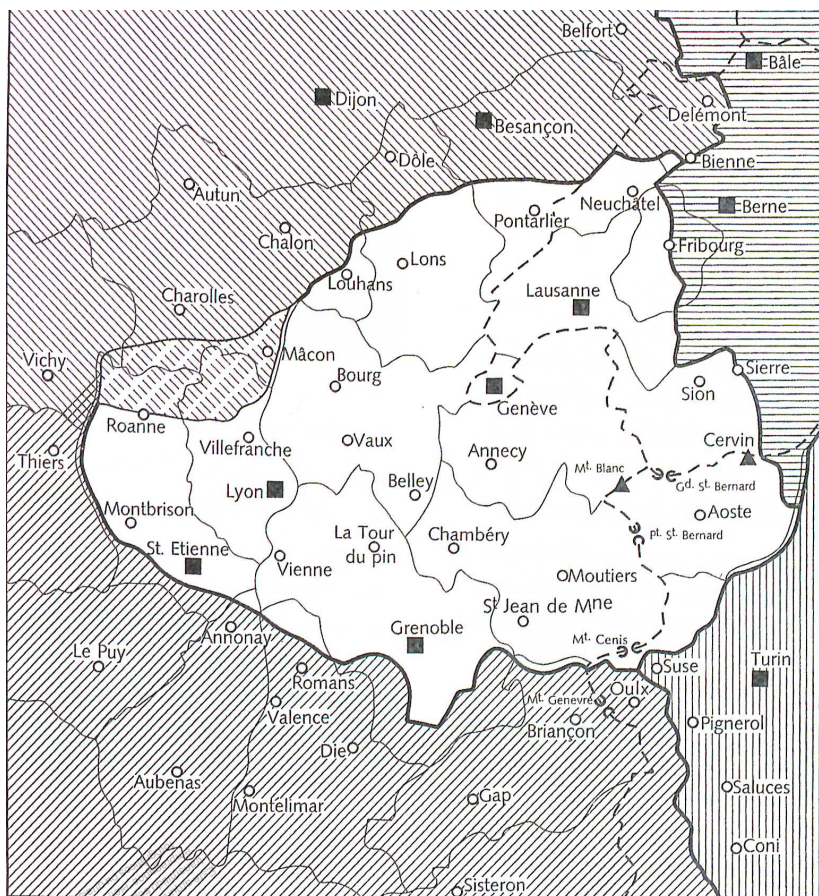 Belfort
Bâle
Dijon
Besançon
Delémont
Dôle
Bienne
Autun
Neuchâtel
Berne
Pontarlier
Chalon
Fribourg
Lons
Louhans
Lausanne
Charolles
Mâcon
Vichy
Bourg
Genève
Sierre
Sion
Roanne
Villefranche
Vaux
Cervin
Thiers
Annecy
Mt. Blanc
Gd. St. Bernard
Lyon
Belley
Aoste
Montbrison
La Tour
du pin
Chambéry
pt. St. Bernard
St. Etienne
Vienne
Moutiers
St Jean de Mne
Annonay
Grenoble
Mt. Cenis
Le Puy
Romans
Suse
Turin
Valence
Mt. Genevre
Oulx
Briançon
Pignerol
Die
Aubenas
Montélimar
Gap
Saluces
Coni
Sisteron